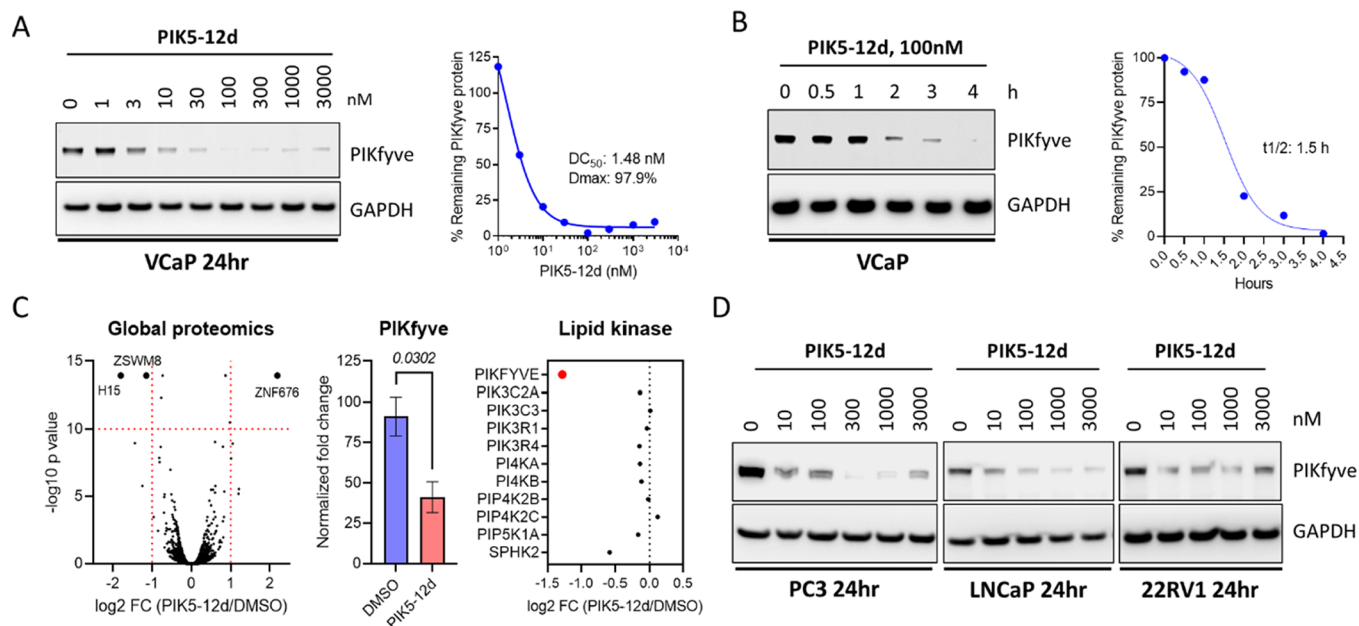 A
PIK5-12d
0 1 3 10 30 100 300 1000 3000 nM
PIKfyve
GAPDH
VCaP 24hr
% Remaining PIKfyve protein
125
100
75
50
25
0
DC50: 1.48 nM
Dmax: 97.9%
10^0 10^1 10^2 10^3 10^4
PIK5-12d (nM)
B
PIK5-12d, 100nM
0 0.5 1 2 3 4 h
PIKfyve
GAPDH
VCaP
% Remaining PIKfyve protein
100
75
50
25
0
t1/2: 1.5 h
0.0 0.5 1.0 1.5 2.0 2.5 3.0 3.5 4.0 4.5
Hours
C
Global proteomics
-log10 p value
15
10
5
0
ZSWM8
H15
ZNF676
-2 -1 0 1 2
log2 FC (PIK5-12d/DMSO)
PIKfyve
Normalized fold change
125
100
75
50
25
0
0.0302
DMSO
PIK5-12d
Lipid kinase
PIKFYVE
PIK3C2A
PIK3C3
PIK3R1
PIK3R4
PI4KA
PI4KB
PIP4K2B
PIP4K2C
PIP5K1A
SPHK2
-1.5 -1.0 -0.5 0.0 0.5
log2 FC (PIK5-12d/DMSO)
D
PIK5-12d PIK5-12d PIK5-12d
0 10 100 300 1000 3000 0 10 100 1000 3000 0 10 100 1000 3000 nM
PIKfyve
GAPDH
PC3 24hr LNCaP 24hr 22RV1 24hr